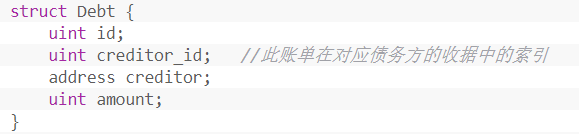 struct Debt {
    uint id;
    uint creditor_id;   //此账单在对应债务方的收据中的索引
    address creditor;
    uint amount;
}